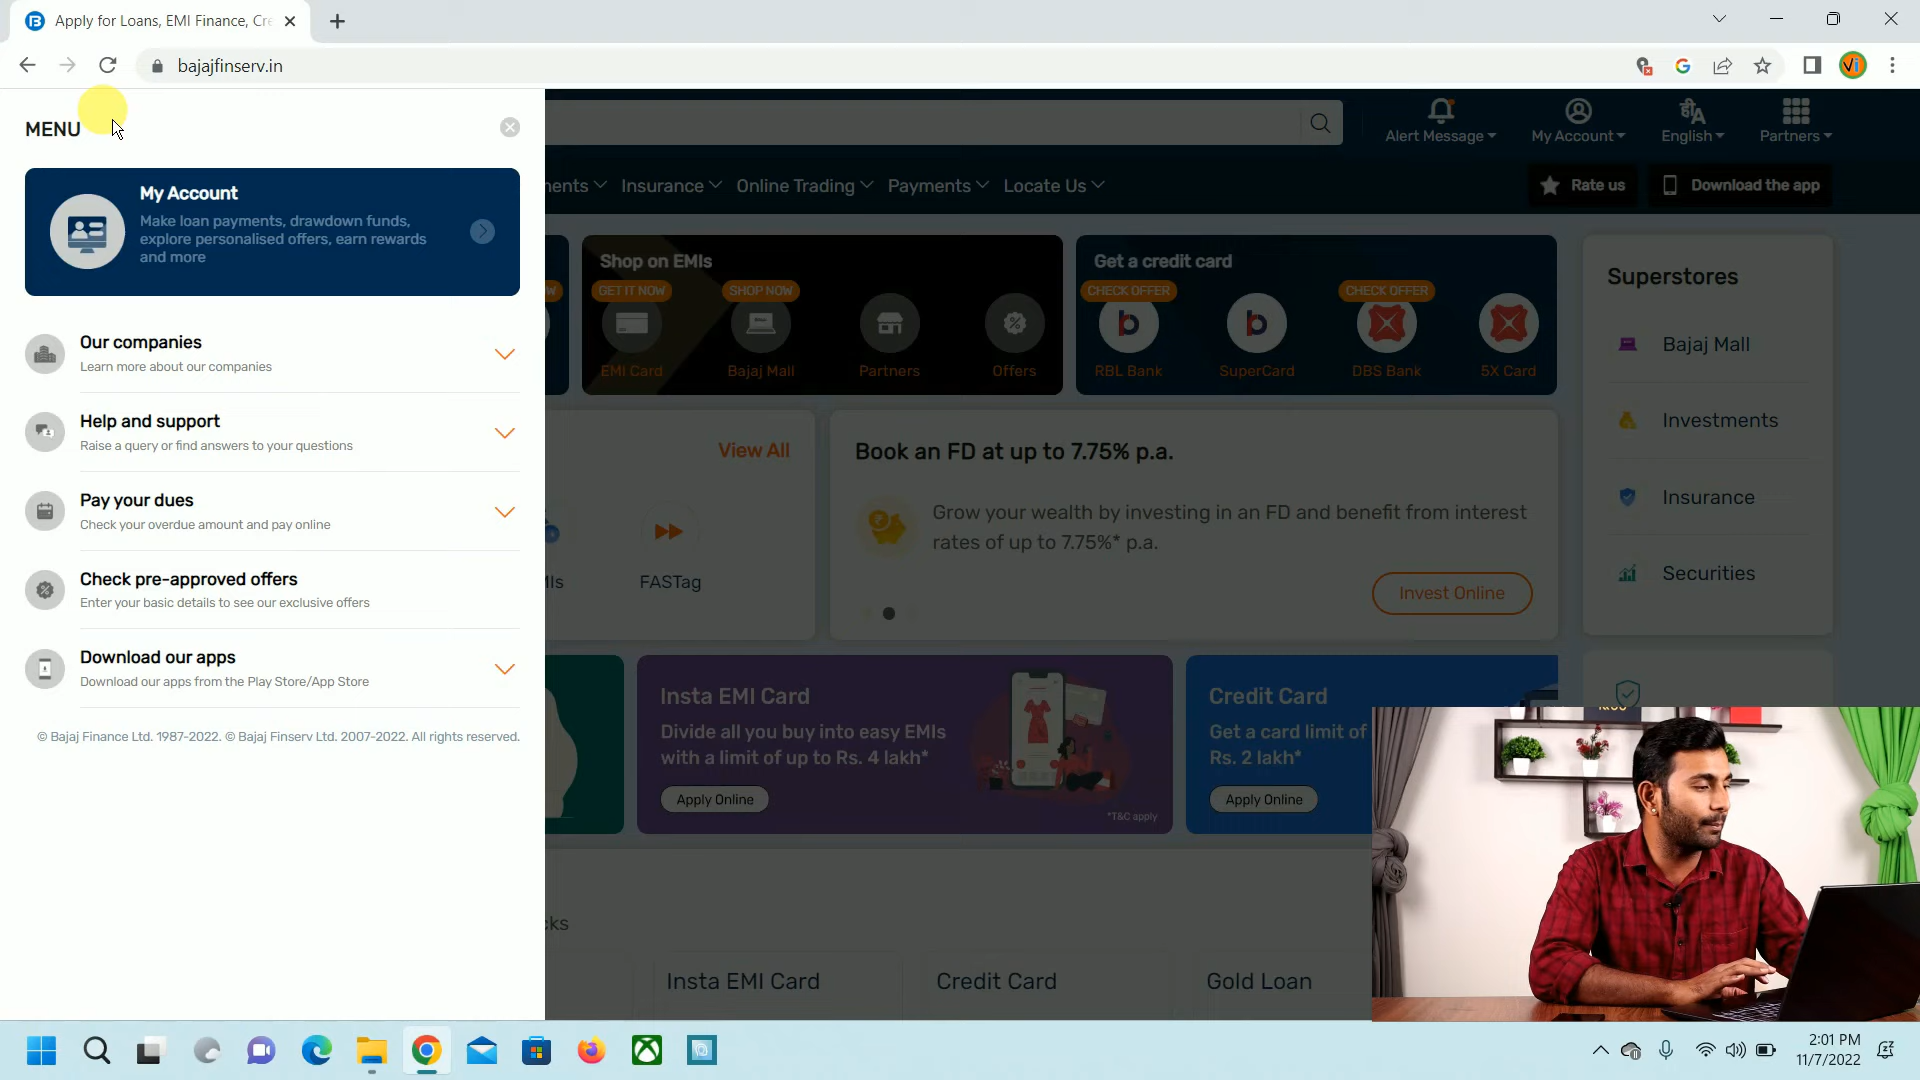 Apply for Loans, EMI Finance, Cre
bajajfinserv.in
MENU
My Account
Make loan payments, drawdown funds,
explore personalised offers, earn rewards
and more
Our companies
Learn more about our companies
Help and support
Raise a query or find answers to your questions
Pay your dues
Check your overdue amount and pay online
Check pre-approved offers
Enter your basic details to see our exclusive offers
Download our apps
Download our apps from the Play Store/App Store
© Bajaj Finance Ltd. 1987-2022. © Bajaj Finserv Ltd. 2007-2022. All rights reserved.
Alert Message
My Account
English
Partners
ments
Insurance
Online Trading
Payments
Locate Us
Rate us
Download the app
Shop on EMIs
GET IT NOW
SHOP NOW
EMI Card
Bajaj Mall
Partners
Offers
Get a credit card
CHECK OFFER
CHECK OFFER
RBL Bank
SuperCard
DBS Bank
5X Card
Superstores
Bajaj Mall
Investments
Insurance
Securities
View All
MIs
FASTag
Book an FD at up to 7.75% p.a.
Grow your wealth by investing in an FD and benefit from interest
rates of up to 7.75%* p.a.
Invest Online
Insta EMI Card
Divide all you buy into easy EMIs
with a limit of up to Rs. 4 lakh*
Apply Online
*T&C apply
Credit Card
Get a card limit of
Rs. 2 lakh*
Apply Online
cks
Insta EMI Card
Credit Card
Gold Loan
2:01 PM
11/7/2022